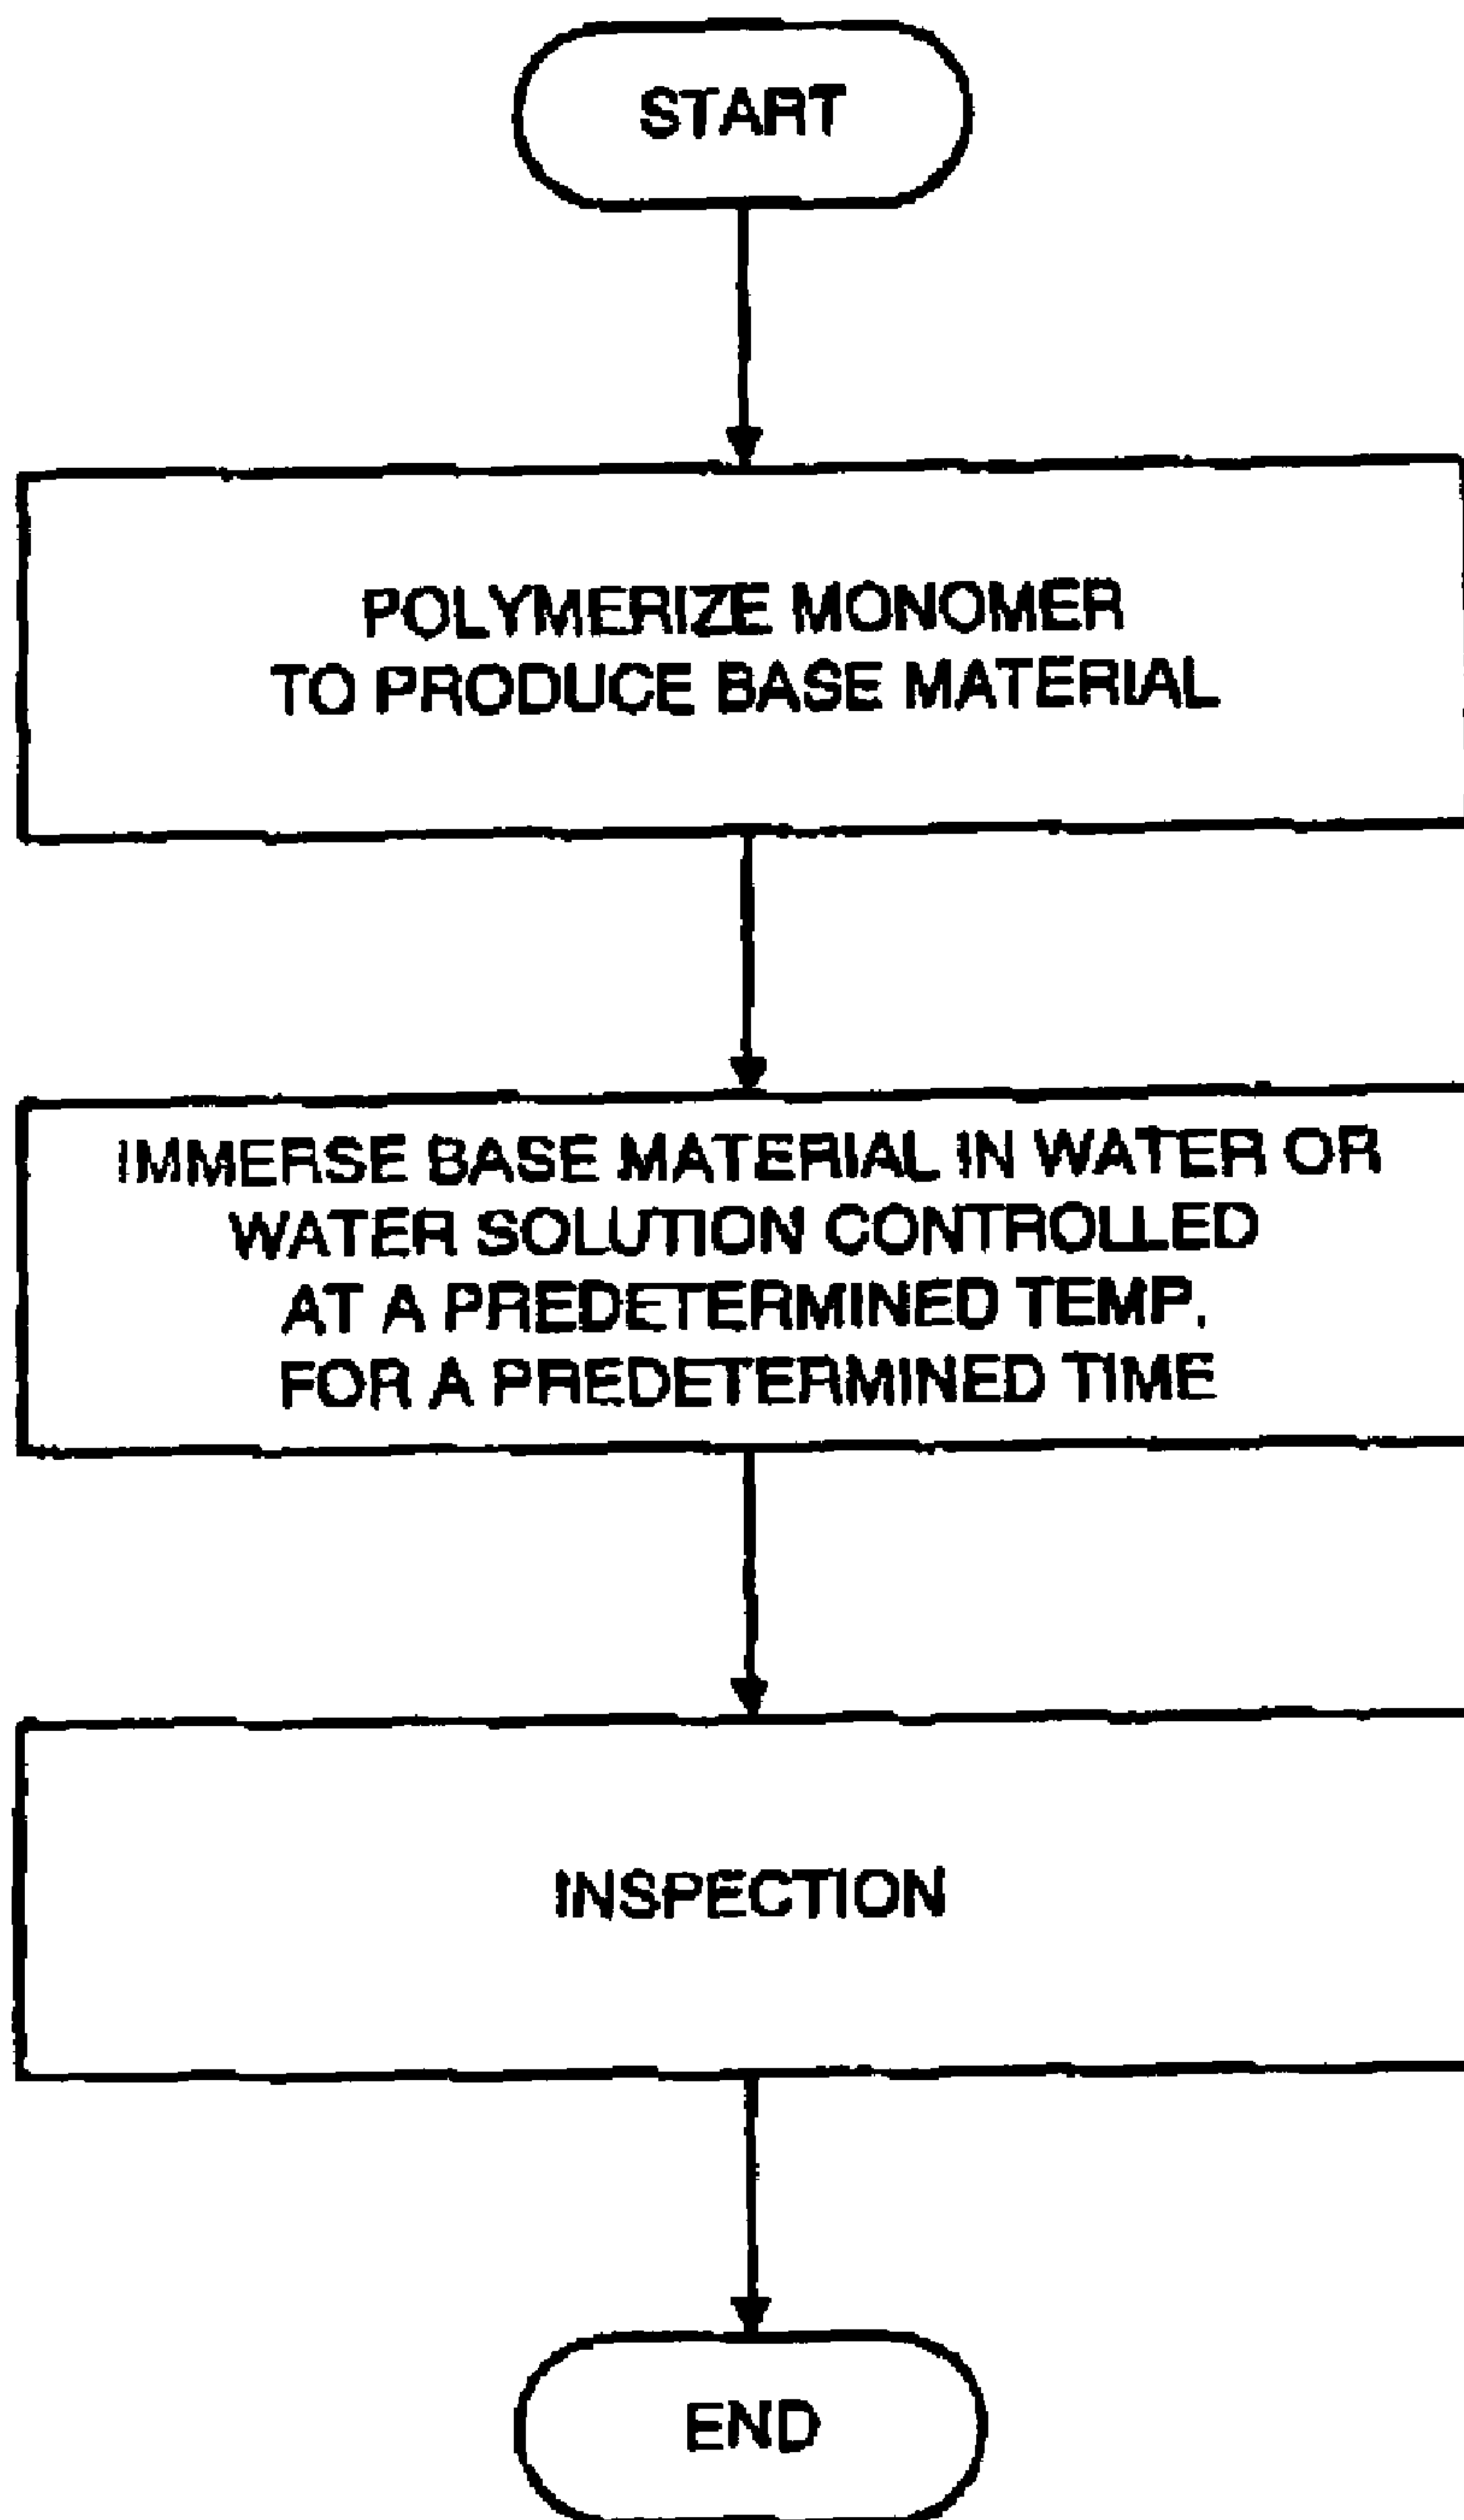 START
POLYMERIZE MONOMER
TO PRODUCE BASE MATERIAL
IMMERSE BASE MATERIAL IN WATER OR
WATER SOLUTION CONTROLLED
AT A PREDETERMINED TEMP.
FOR A PREDETERMINED TIME
INSPECTION
END